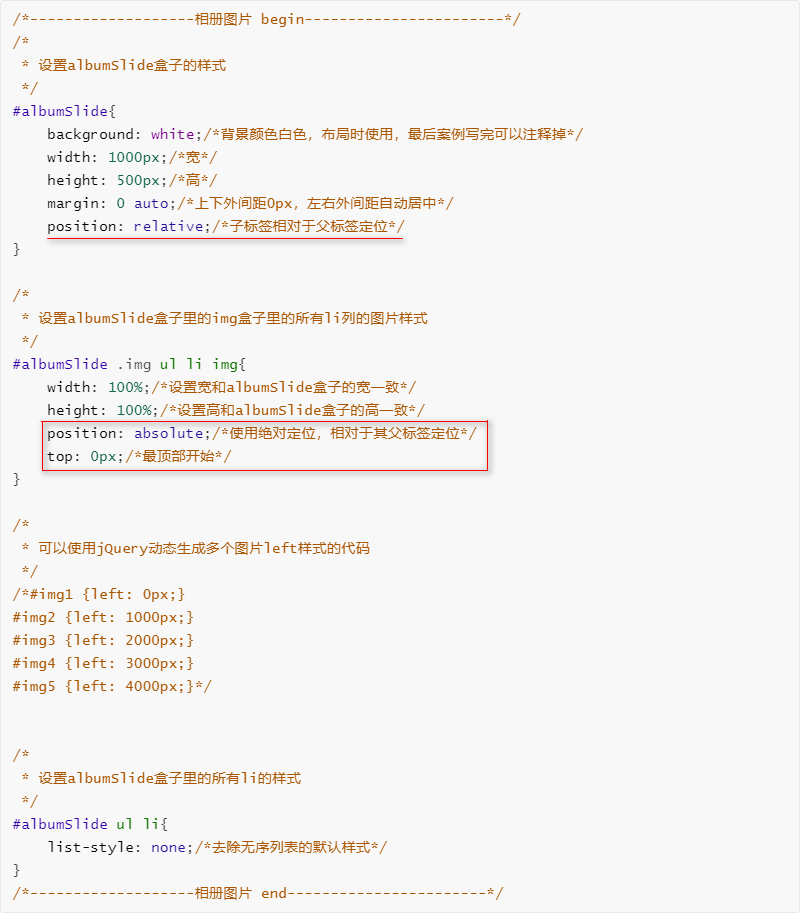 /*-------------------相册图片 begin-----------------------*/
/*
 * 设置albumSlide盒子的样式
 */
#albumSlide{
    background: white;/*背景颜色白色，布局时使用，最后案例写完可以注释掉*/
    width: 1000px;/*宽*/
    height: 500px;/*高*/
    margin: 0 auto;/*上下外间距0px，左右外间距自动居中*/
    position: relative;/*子标签相对于父标签定位*/
}
/*
 * 设置albumSlide盒子里的img盒子里的所有li列的图片样式
 */
#albumSlide .img ul li img{
    width: 100%;/*设置宽和albumSlide盒子的宽一致*/
    height: 100%;/*设置高和albumSlide盒子的高一致*/
    position: absolute;/*使用绝对定位，相对于其父标签定位*/
    top: 0px;/*最顶部开始*/
}
/*
 * 可以使用jQuery动态生成多个图片left样式的代码
 */
/*#img1 {left: 0px;}
#img2 {left: 1000px;}
#img3 {left: 2000px;}
#img4 {left: 3000px;}
#img5 {left: 4000px;}*/
/*
 * 设置albumSlide盒子里的所有li的样式
 */
#albumSlide ul li{
    list-style: none;/*去除无序列表的默认样式*/
}
/*-------------------相册图片 end-----------------------*/